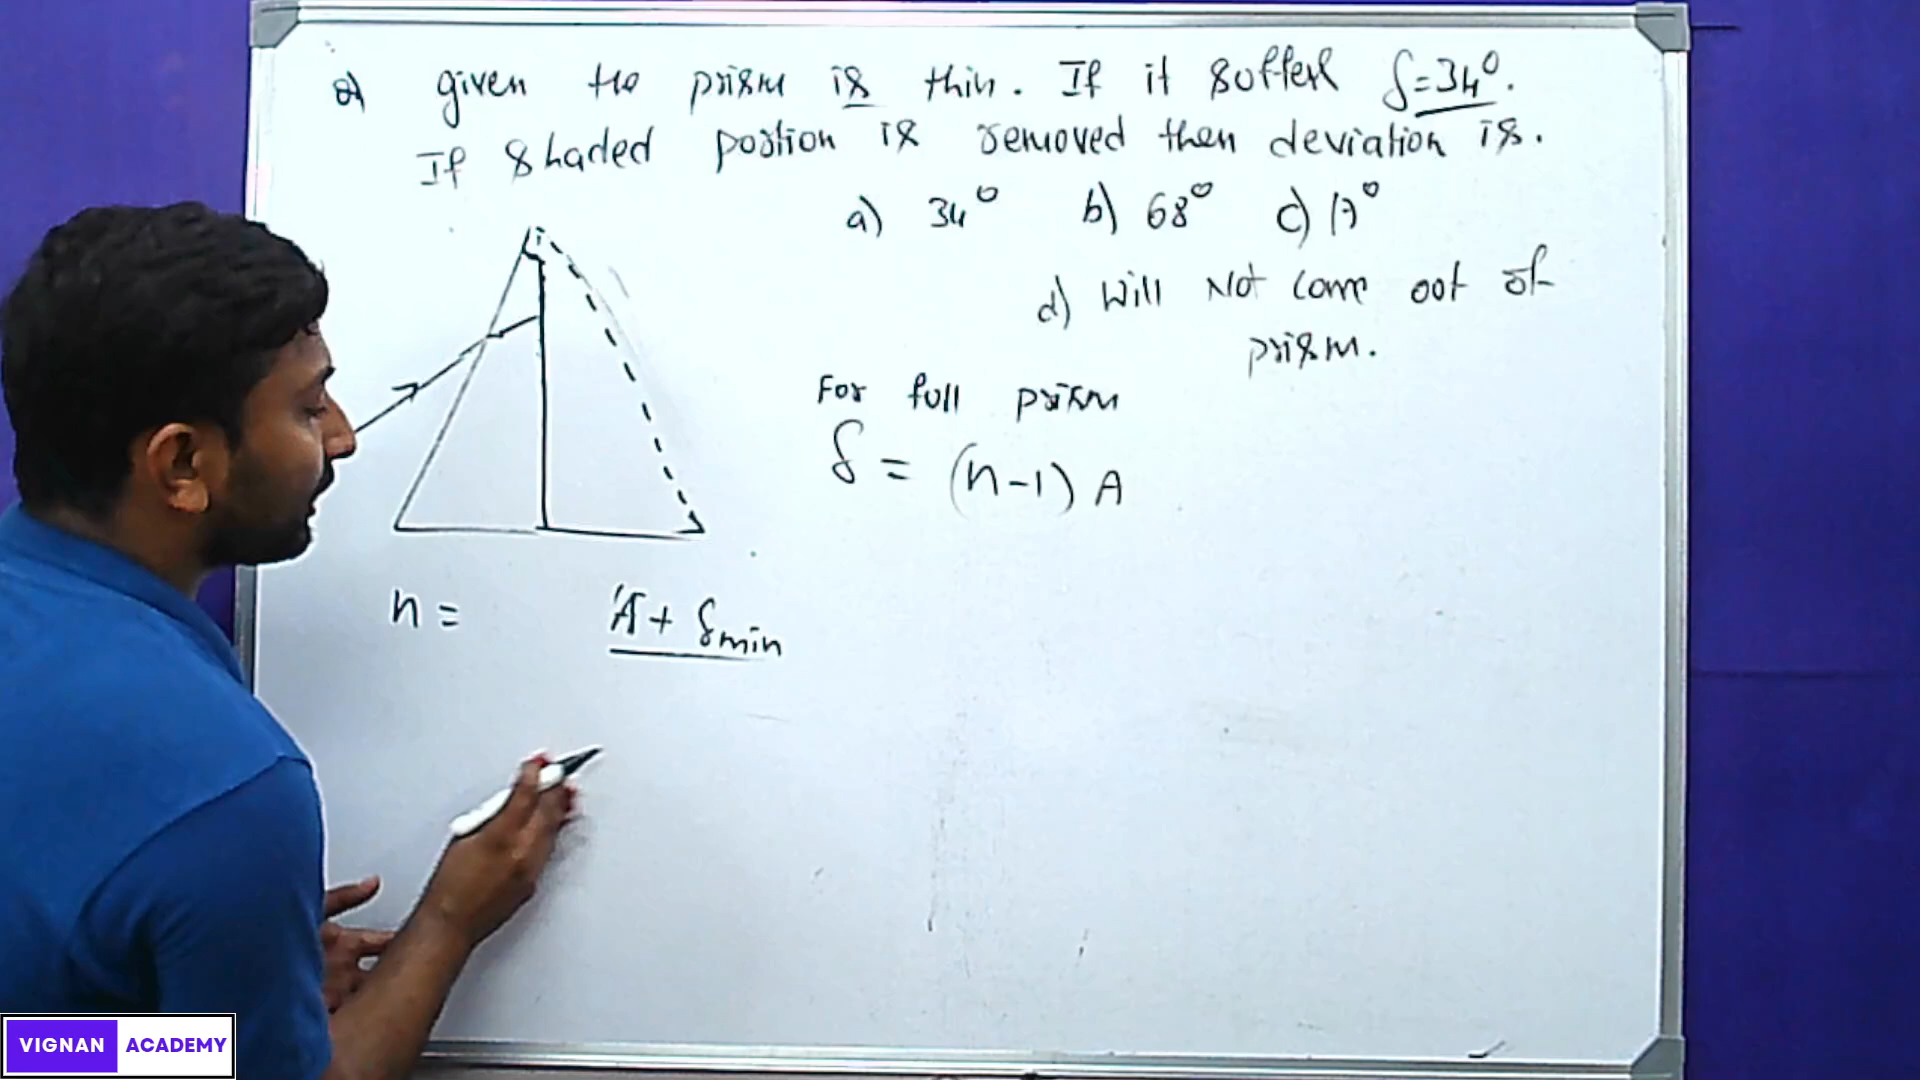 Q) given the prism is thin. If it suffers δ=34°.
If shaded portion is removed then deviation is.
a) 34° b) 68° c) 17°
d) Will Not come out of
prism.
For full prism
δ = (n-1) A
n = A + δmin
VIGNAN ACADEMY